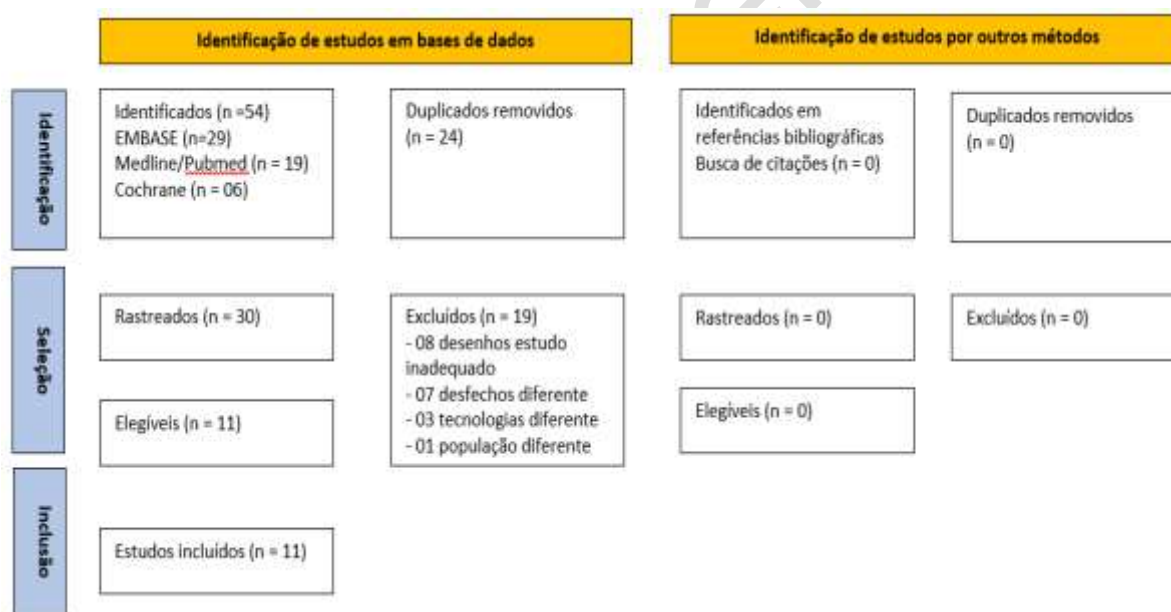 Identificação de estudos em bases de dados
Identificação de estudos por outros métodos
Identificação
Identificados (n =54)
EMBASE (n=29)
Medline/Pubmed (n = 19)
Cochrane (n = 06)
Duplicados removidos
(n = 24)
Identificados em
referências bibliográficas
Busca de citações (n = 0)
Duplicados removidos
(n = 0)
Seleção
Rastreados (n = 30)
Excluídos (n = 19)
- 08 desenhos estudo
inadequado
- 07 desfechos diferente
- 03 tecnologias diferente
- 01 população diferente
Rastreados (n = 0)
Excluídos (n = 0)
Elegíveis (n = 11)
Elegíveis (n = 0)
Inclusão
Estudos incluídos (n = 11)